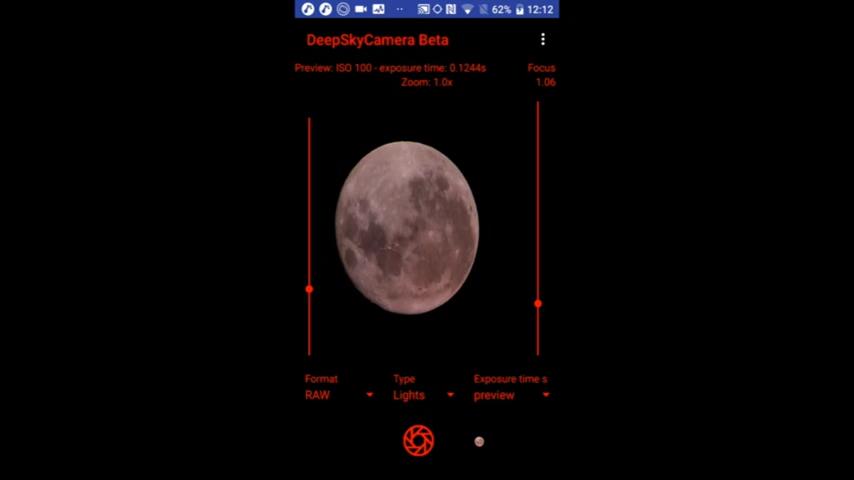 62% 12:12
DeepSkyCamera Beta
Preview: ISO 100 - exposure time: 0.1244s
Zoom: 1.0x
Focus
1.06
Format
RAW
Type
Lights
Exposure time s
preview